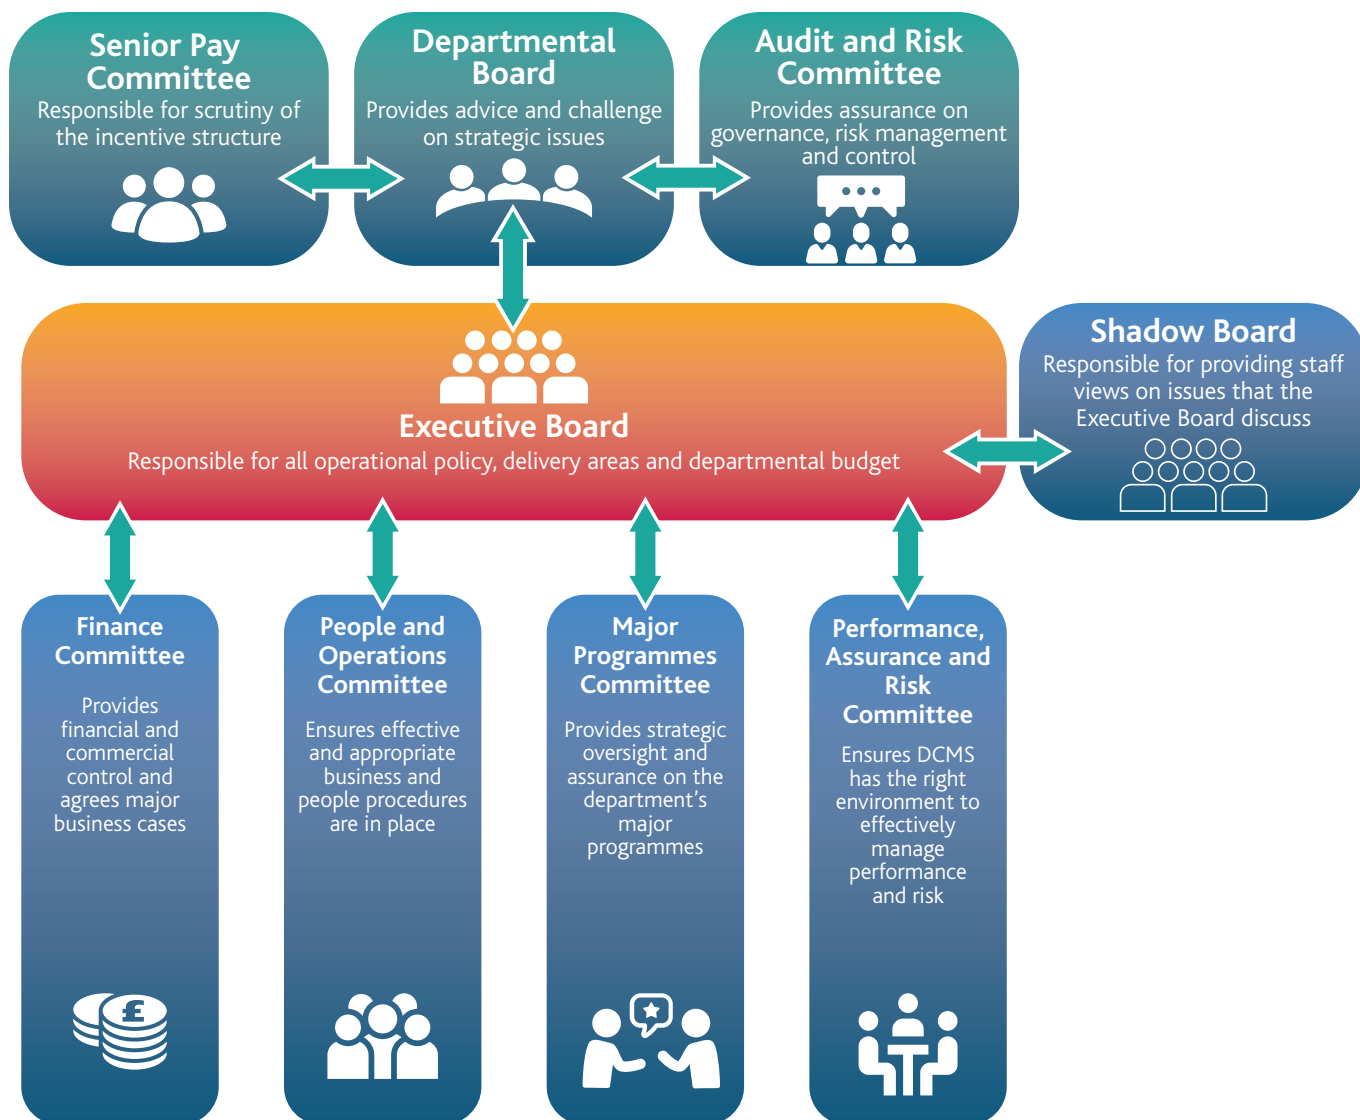 Senior Pay
Committee
Responsible for scrutiny of
the incentive structure
Departmental
Board
Provides advice and challenge
on strategic issues
Audit and Risk
Committee
Provides assurance on
governance, risk management
and control
Executive Board
Responsible for all operational policy, delivery areas and departmental budget
Shadow Board
Responsible for providing staff
views on issues that the
Executive Board discuss
Finance
Committee
Provides
financial and
commercial
control and
agrees major
business cases
£
People and
Operations
Committee
Ensures effective
and appropriate
business and
people procedures
are in place
Major
Programmes
Committee
Provides strategic
oversight and
assurance on the
department’s
major
programmes
Performance,
Assurance and
Risk
Committee
Ensures DCMS
has the right
environment to
effectively
manage
performance
and risk